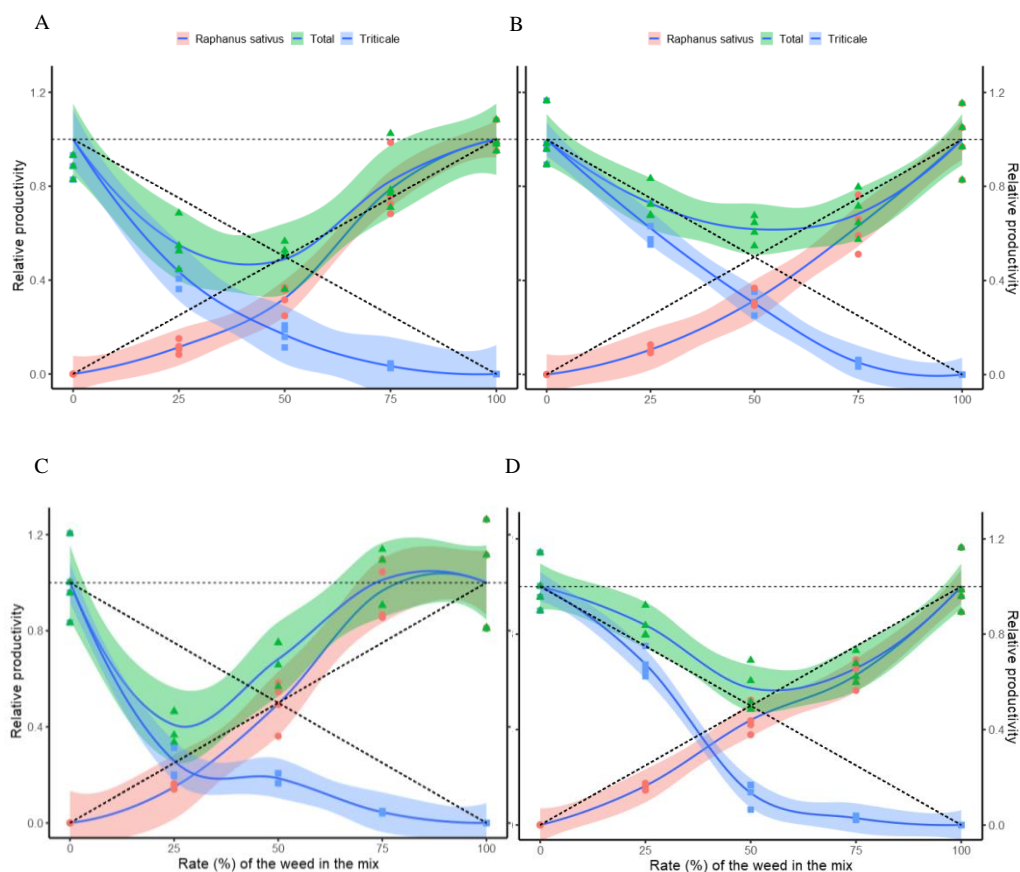 A
B
Raphanus sativus Total Triticale
Raphanus sativus Total Triticale
Relative productivity
1.2
0.8
0.4
0.0
0 25 50 75 100
0 25 50 75 100
1.2
0.8
0.4
0.0
Relative productivity
C
D
Relative productivity
1.2
0.8
0.4
0.0
0 25 50 75 100
Rate (%) of the weed in the mix
0 25 50 75 100
Rate (%) of the weed in the mix
1.2
0.8
0.4
0.0
Relative productivity